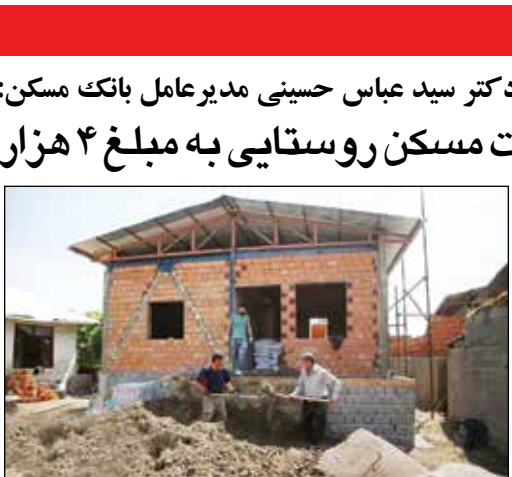 دکتر سید عباس حسینی مدیرعامل بانک مسکن:
ت مسکن روستایی به مبلغ ۴ هزار